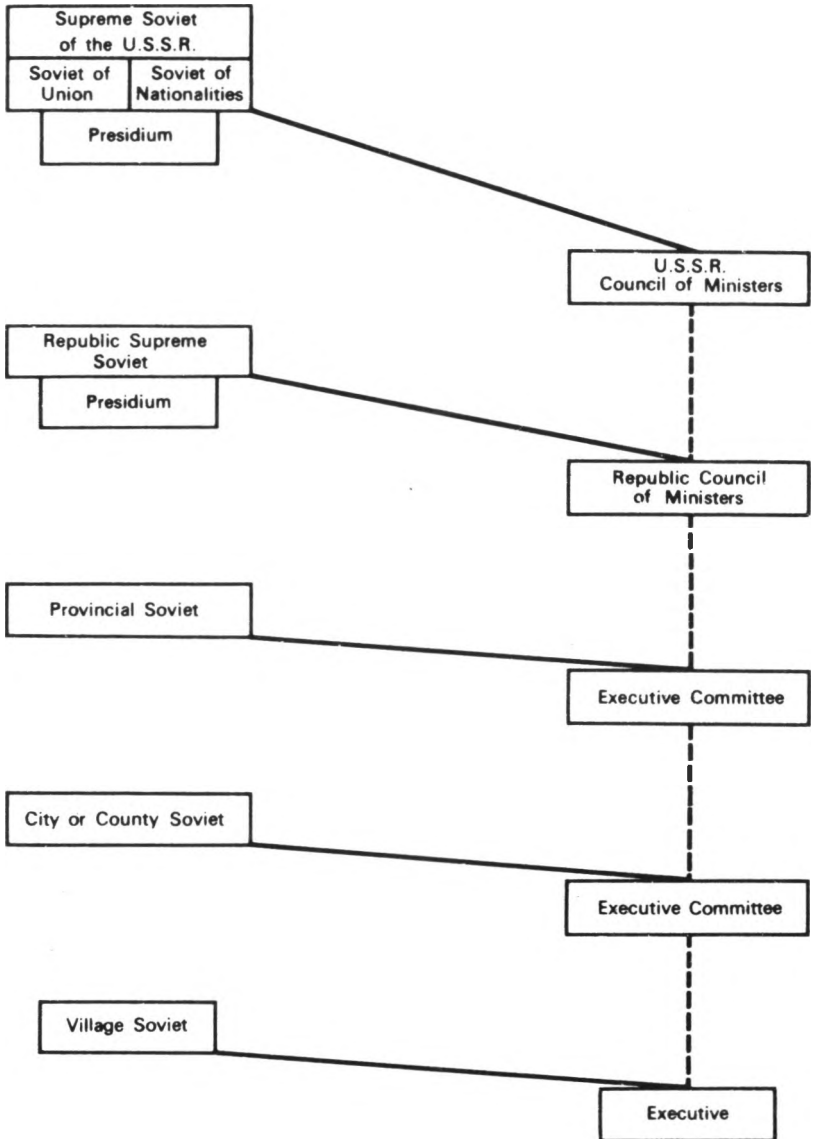 Supreme Soviet
of the U.S.S.R.
Soviet of
Union
Soviet of
Nationalities
Presidium
U.S.S.R.
Council of Ministers
Republic Supreme
Soviet
Presidium
Republic Council
of Ministers
Provincial Soviet
Executive Committee
City or County Soviet
Executive Committee
Village Soviet
Executive